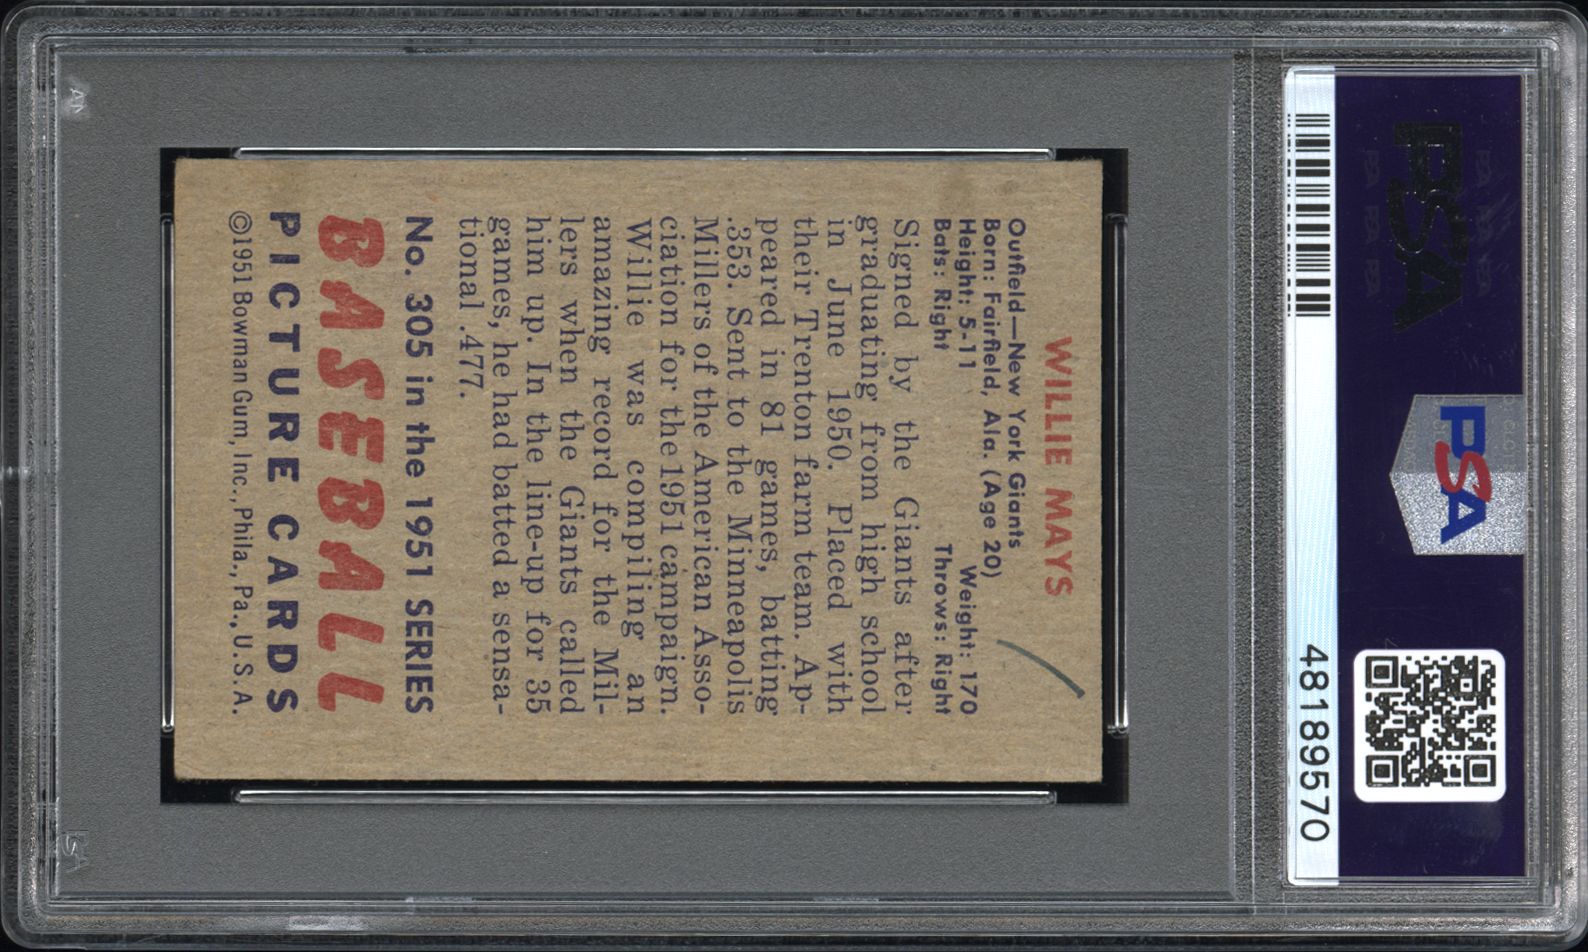 WILLIE MAYS
Outfield—New York Giants
Born: Fairfield, Ala. (Age 20)
Height: 5-11 Weight: 170
Bats: Right Throws: Right
Signed by the Giants after
graduating from high school
in June 1950. Placed with
their Trenton farm team. Ap-
peared in 81 games, batting
.353. Sent to the Minneapolis
Millers of the American Asso-
ciation for the 1951 campaign.
Willie was compiling an
amazing record for the Mil-
lers when the Giants called
him up. In the line-up for 35
games, he had batted a sensa-
tional .477.
No. 305 in the 1951 SERIES
BASEBALL
PICTURE CARDS
©1951 Bowman Gum, Inc., Phila., Pa., U. S. A.
PSA
PSA
48189570